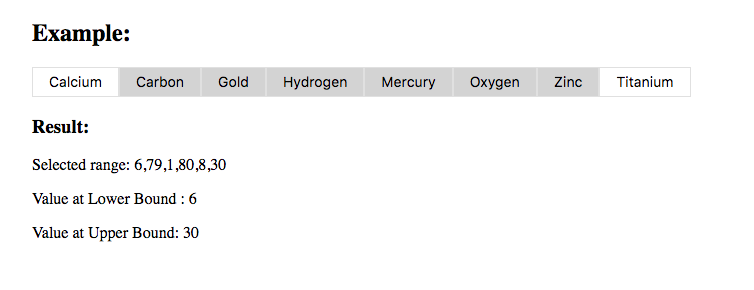 Example:
Calcium Carbon Gold Hydrogen Mercury Oxygen Zinc Titanium
Result:
Selected range: 6,79,1,80,8,30
Value at Lower Bound : 6
Value at Upper Bound: 30